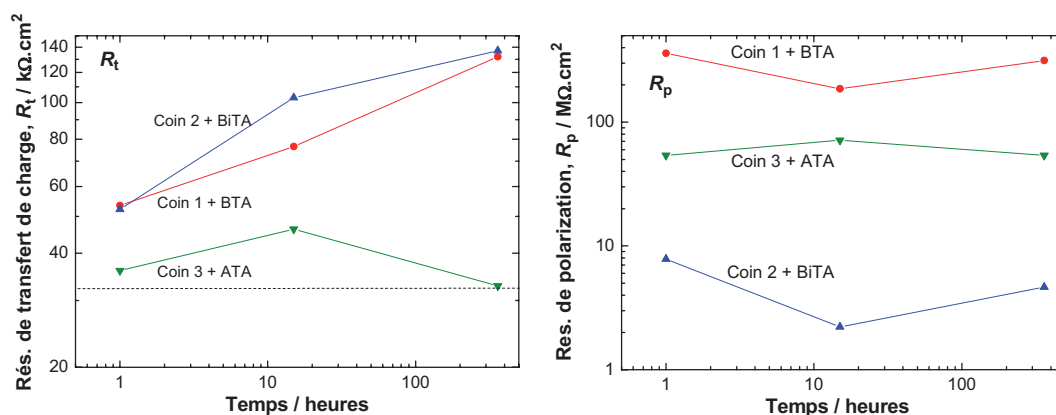 Rés. de transfert de charge, Rt / kΩ.cm²
140
120
100
80
60
40
20
Rt
Coin 2 + BiTA
Coin 1 + BTA
Coin 3 + ATA
1
10
100
Temps / heures
Res. de polarization, Rp / MΩ.cm²
100
10
1
Rp
Coin 1 + BTA
Coin 3 + ATA
Coin 2 + BiTA
1
10
100
Temps / heures